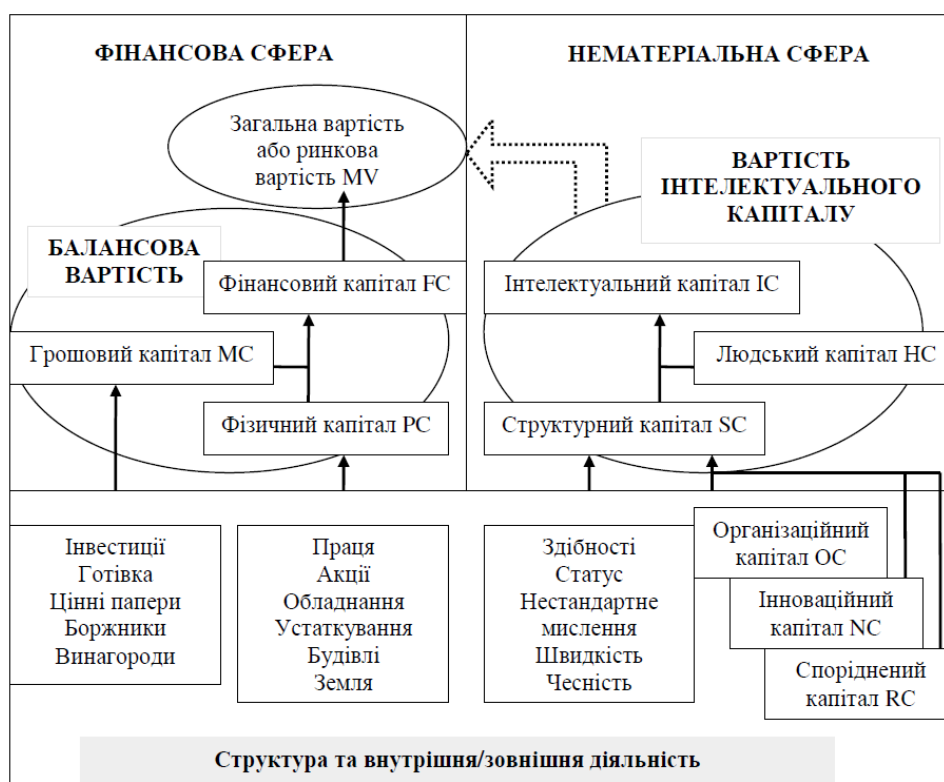 ФІНАНСОВА СФЕРА
НЕМАТЕРІАЛЬНА СФЕРА
Загальна вартість
або ринкова
вартість MV
ВАРТІСТЬ
ІНТЕЛЕКТУАЛЬНОГО
КАПІТАЛУ
БАЛАНСОВА
ВАРТІСТЬ
Фінансовий капітал FC
Інтелектуальний капітал IC
Грошовий капітал MC
Людський капітал HC
Фізичний капітал PC
Структурний капітал SC
Інвестиції
Готівка
Цінні папери
Боржники
Винагороди
Праця
Акції
Обладнання
Устаткування
Будівлі
Земля
Здібності
Статус
Нестандартне
мислення
Швидкість
Чесність
Організаційний
капітал OC
Інноваційний
капітал NC
Споріднений
капітал RC
Структура та внутрішня/зовнішня діяльність